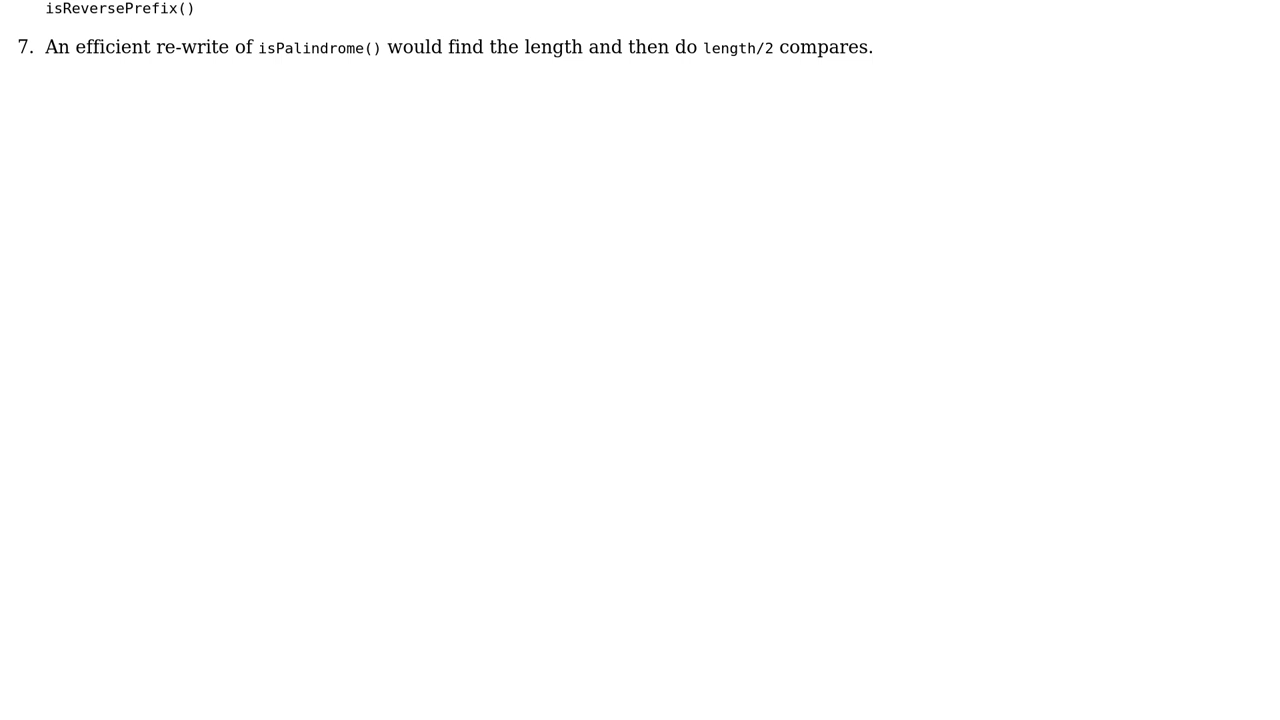 isReversePrefix()
7. An efficient re-write of isPalindrome() would find the length and then do length/2 compares.